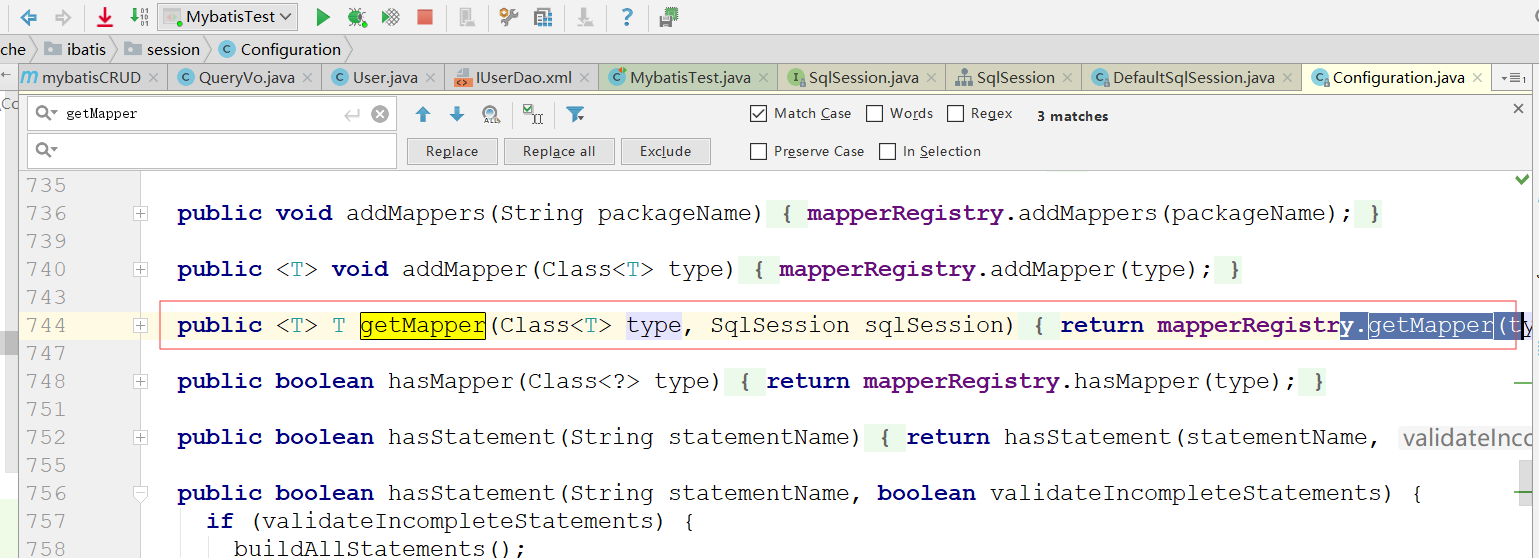 MybatisTest
che ibatis session Configuration
mybatisCRUD QueryVo.java User.java IUserDao.xml MybatisTest.java SqlSession.java SqlSession DefaultSqlSession.java Configuration.java
getMapper Match Case Words Regex 3 matches
Replace Replace all Exclude Preserve Case In Selection
735
736 public void addMappers(String packageName) { mapperRegistry.addMappers(packageName); }
739
740 public <T> void addMapper(Class<T> type) { mapperRegistry.addMapper(type); }
743
744 public <T> T getMapper(Class<T> type, SqlSession sqlSession) { return mapperRegistry.getMapper(ty
747
748 public boolean hasMapper(Class<?> type) { return mapperRegistry.hasMapper(type); }
751
752 public boolean hasStatement(String statementName) { return hasStatement(statementName, validateInco
755
756 public boolean hasStatement(String statementName, boolean validateIncompleteStatements) {
757 if (validateIncompleteStatements) {
758 buildAllStatements();